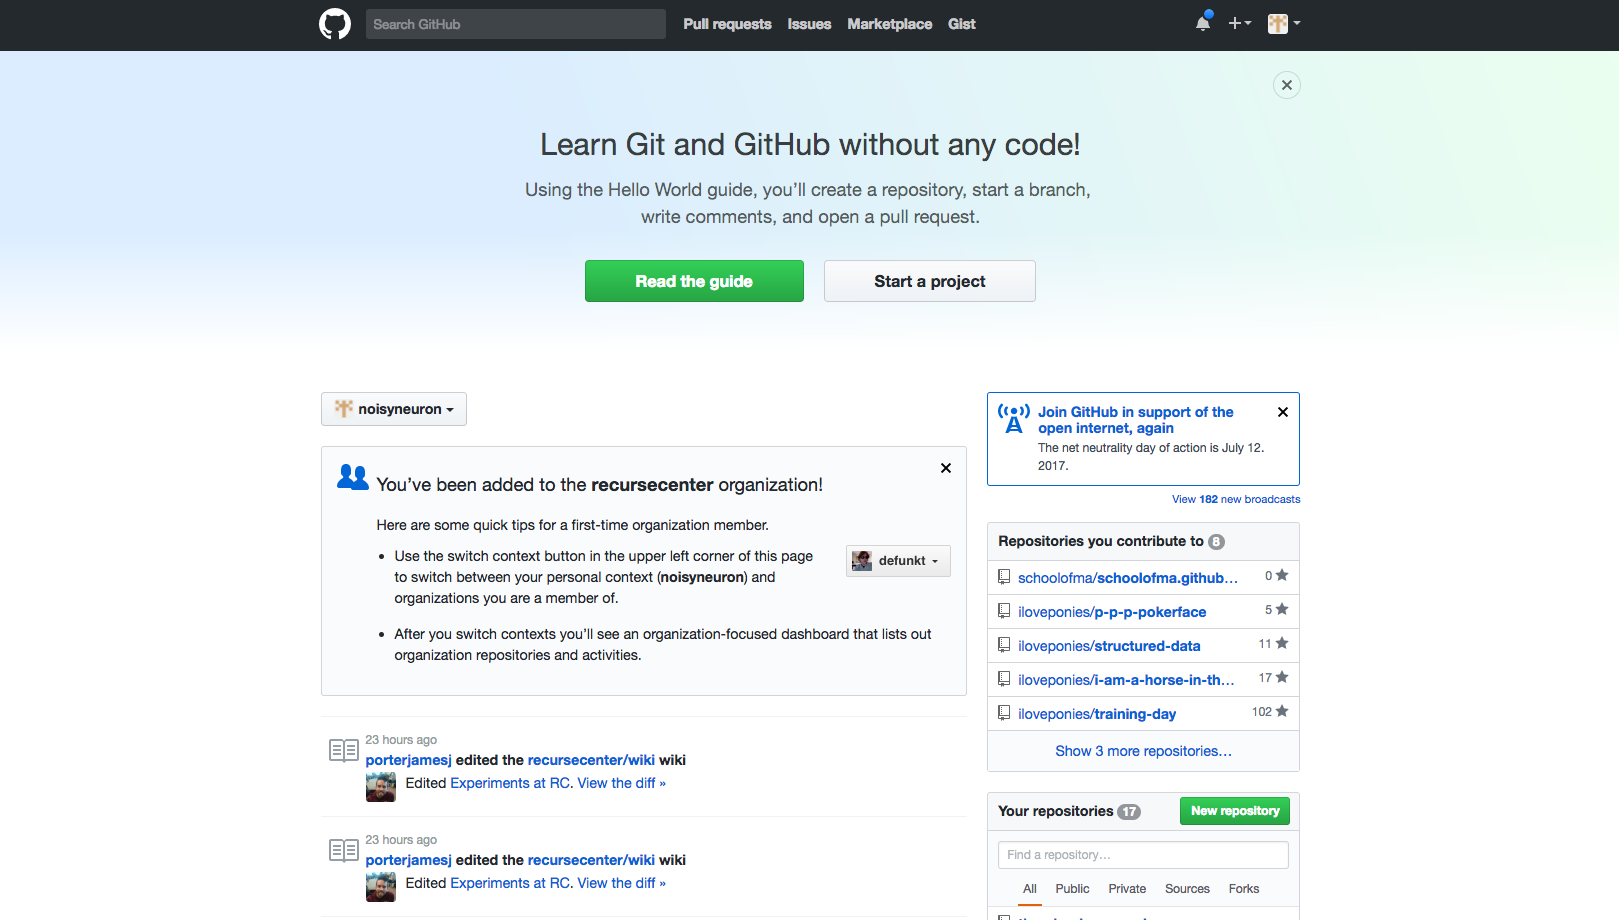 Search GitHub
Pull requests
Issues
Marketplace
Gist
Learn Git and GitHub without any code!
Using the Hello World guide, you’ll create a repository, start a branch,
write comments, and open a pull request.
Read the guide
Start a project
noisyneuron
You’ve been added to the recursecenter organization!
Here are some quick tips for a first-time organization member.
Use the switch context button in the upper left corner of this page
to switch between your personal context (noisyneuron) and
organizations you are a member of.
defunkt
After you switch contexts you’ll see an organization-focused dashboard that lists out
organization repositories and activities.
23 hours ago
porterjamesj edited the recursecenter/wiki wiki
Edited Experiments at RC. View the diff »
23 hours ago
porterjamesj edited the recursecenter/wiki wiki
Edited Experiments at RC. View the diff »
Join GitHub in support of the
open internet, again
The net neutrality day of action is July 12.
2017.
View 182 new broadcasts
Repositories you contribute to 8
schoolofma/schoolofma.github… 0
iloveponies/p-p-p-pokerface 5
iloveponies/structured-data 11
iloveponies/i-am-a-horse-in-th… 17
iloveponies/training-day 102
Show 3 more repositories…
Your repositories 17
New repository
Find a repository…
All
Public
Private
Sources
Forks